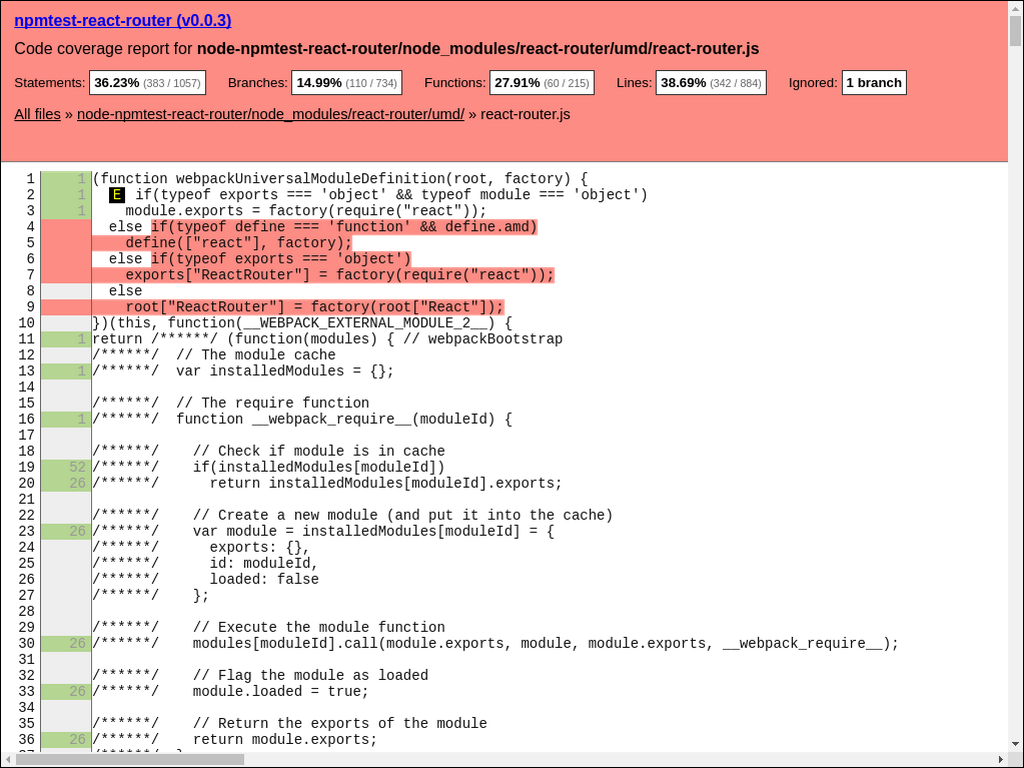 npmtest-react-router (v0.0.3)
Code coverage report for node-npmtest-react-router/node_modules/react-router/umd/react-router.js
Statements: 36.23% (383 / 1057) Branches: 14.99% (110 / 734) Functions: 27.91% (60 / 215) Lines: 38.69% (342 / 884) Ignored: 1 branch
All files » node-npmtest-react-router/node_modules/react-router/umd/ » react-router.js
1 1 (function webpackUniversalModuleDefinition(root, factory) {
2 1 E if(typeof exports === 'object' && typeof module === 'object')
3 1 module.exports = factory(require("react"));
4 else if(typeof define === 'function' && define.amd)
5 define(["react"], factory);
6 else if(typeof exports === 'object')
7 exports["ReactRouter"] = factory(require("react"));
8 else
9 root["ReactRouter"] = factory(root["React"]);
10 })(this, function(__WEBPACK_EXTERNAL_MODULE_2__) {
11 1 return /******/ (function(modules) { // webpackBootstrap
12 /******/ // The module cache
13 1 /******/ var installedModules = {};
14
15 /******/ // The require function
16 1 /******/ function __webpack_require__(moduleId) {
17
18 /******/ // Check if module is in cache
19 52 /******/ if(installedModules[moduleId])
20 26 /******/ return installedModules[moduleId].exports;
21
22 /******/ // Create a new module (and put it into the cache)
23 26 /******/ var module = installedModules[moduleId] = {
24 /******/ exports: {},
25 /******/ id: moduleId,
26 /******/ loaded: false
27 /******/ };
28
29 /******/ // Execute the module function
30 26 /******/ modules[moduleId].call(module.exports, module, module.exports, __webpack_require__);
31
32 /******/ // Flag the module as loaded
33 26 /******/ module.loaded = true;
34
35 /******/ // Return the exports of the module
36 26 /******/ return module.exports;